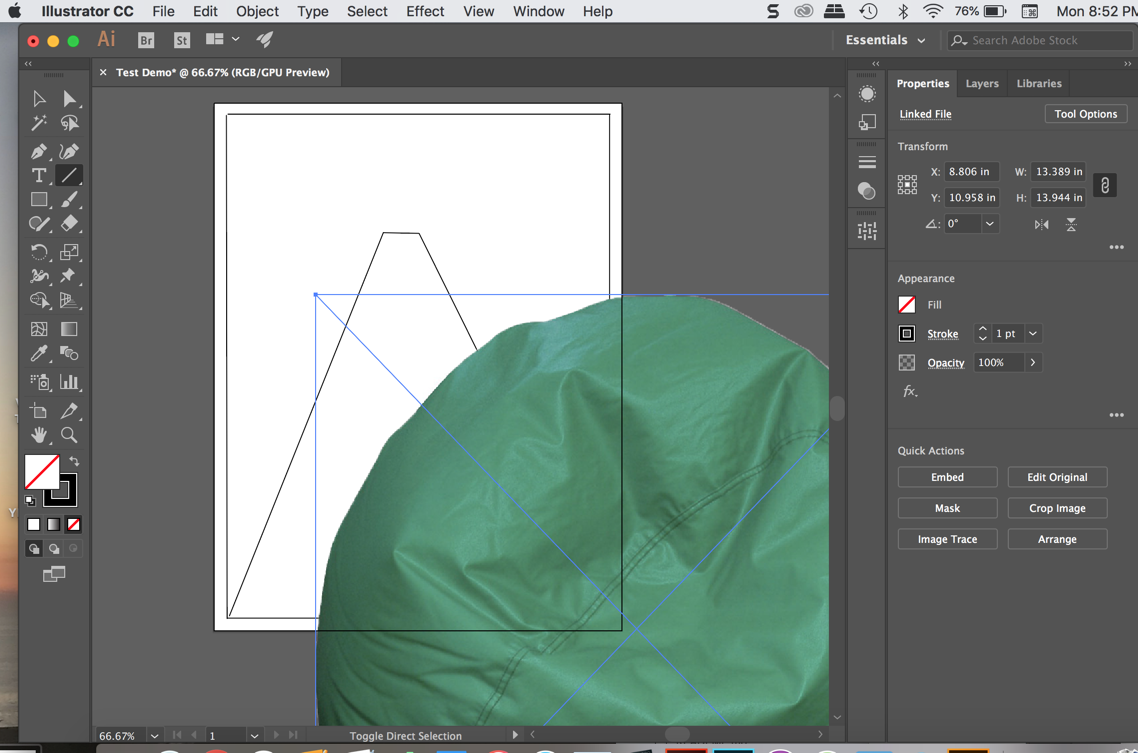 Illustrator CC File Edit Object Type Select Effect View Window Help 76% Mon 8:52 PM
Ai Br St Essentials Search Adobe Stock
× Test Demo* @ 66.67% (RGB/GPU Preview)
Properties Layers Libraries
Linked File Tool Options
Transform
X: 8.806 in W: 13.389 in
Y: 10.958 in H: 13.944 in
0°
Appearance
Fill
Stroke 1 pt
Opacity 100%
fx.
Quick Actions
Embed Edit Original
Mask Crop Image
Image Trace Arrange
Y
66.67% 1 Toggle Direct Selection